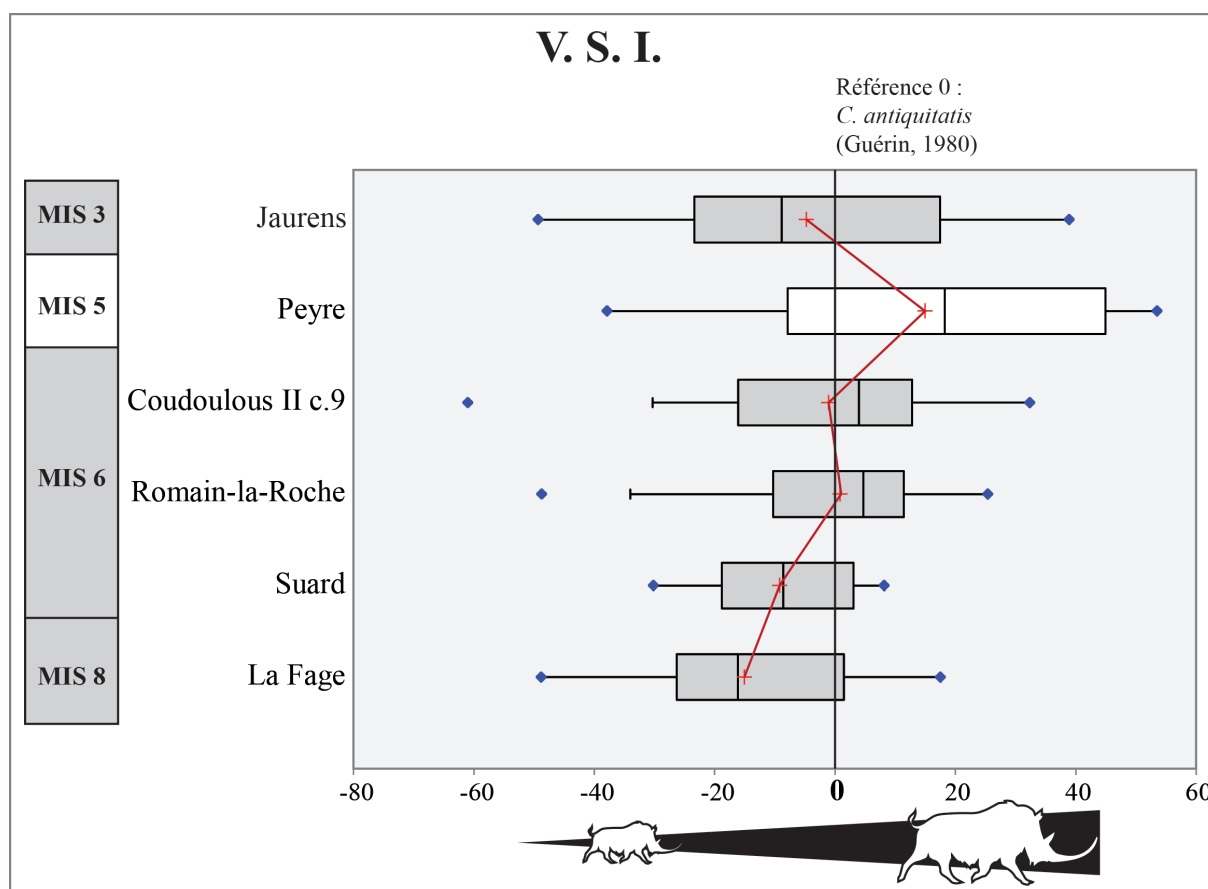 V. S. I.
Référence 0 :
C. antiquitatis
(Guérin, 1980)
MIS 3
Jaurens
MIS 5
Peyre
Coudoulous II c.9
MIS 6
Romain-la-Roche
Suard
MIS 8
La Fage
-80 -60 -40 -20 0 20 40 60